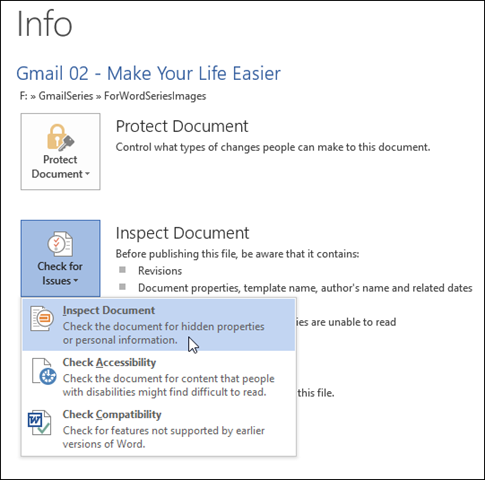 Info
Gmail 02 - Make Your Life Easier
F: » GmailSeries » ForWordSeriesImages
Protect Document
Control what types of changes people can make to this document.
Protect
Document
Inspect Document
Before publishing this file, be aware that it contains:
Revisions
Document properties, template name, author's name and related dates
Check for
Issues
Inspect Document
Check the document for hidden properties
or personal information.
ies are unable to read
Check Accessibility
Check the document for content that people
with disabilities might find difficult to read.
this file.
Check Compatibility
Check for features not supported by earlier
versions of Word.